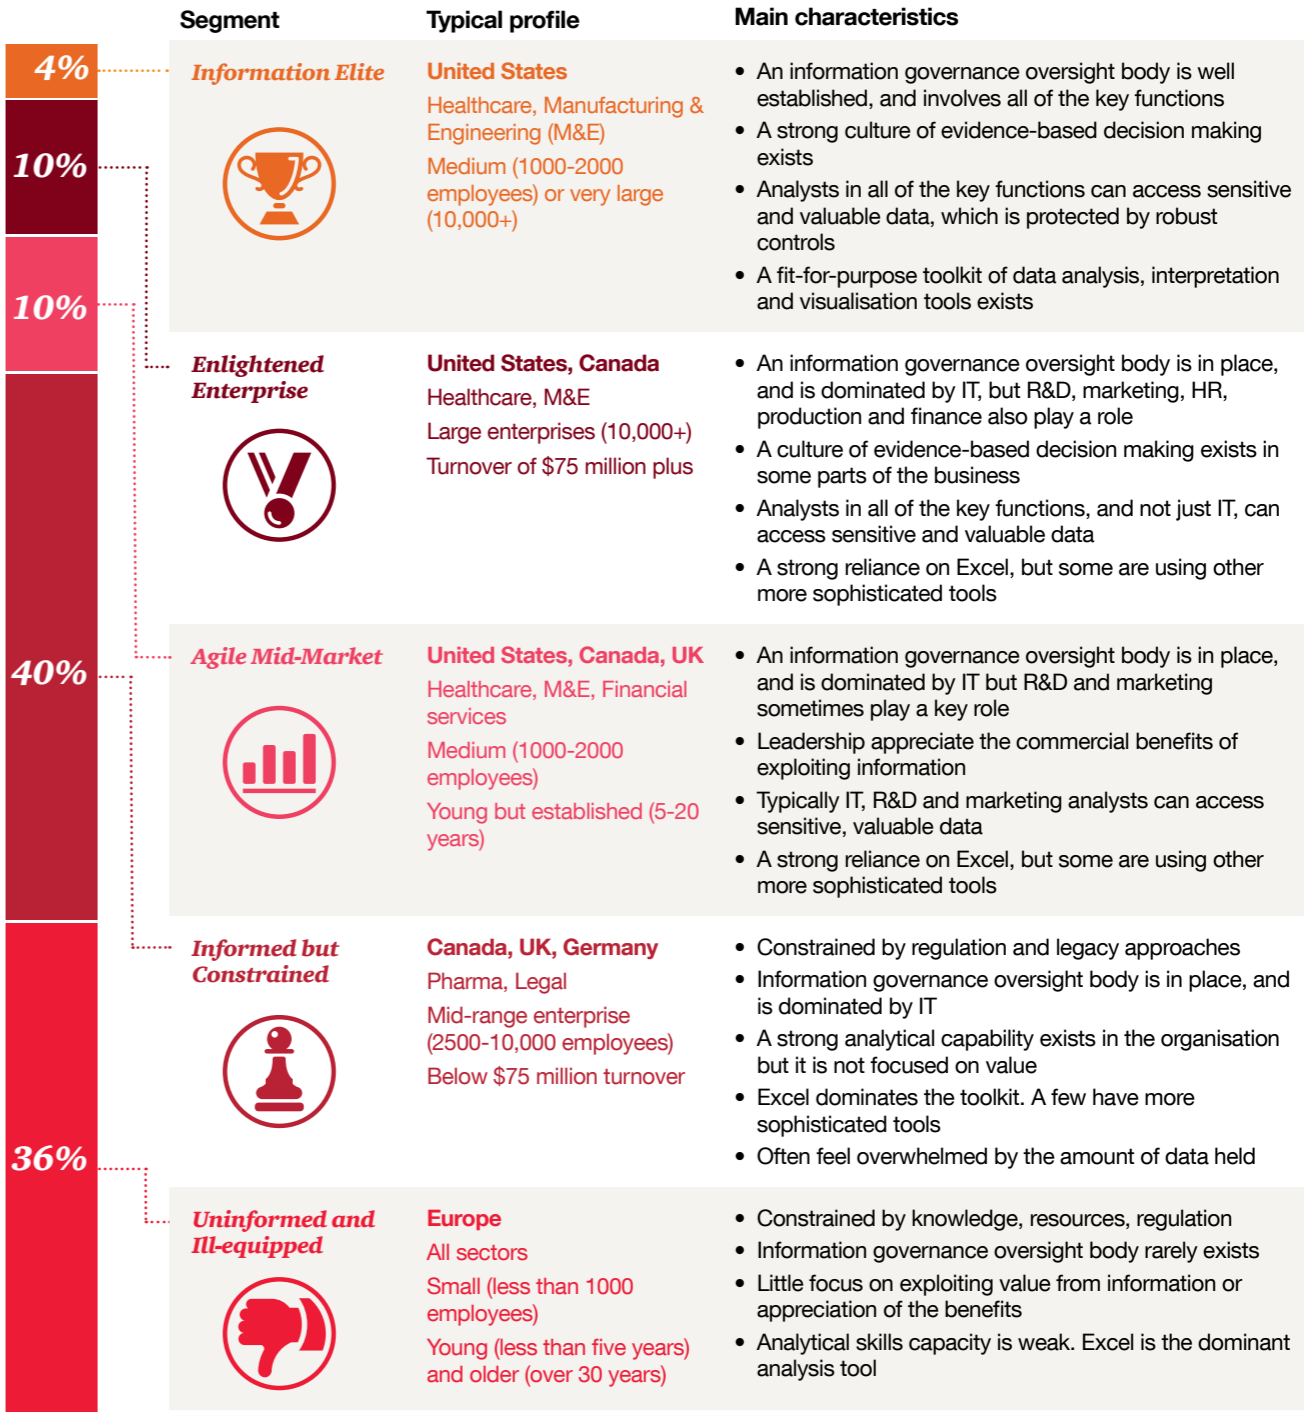 Segment
Typical profile
Main characteristics
4%
10%
10%
40%
36%
Information Elite
United States
Healthcare, Manufacturing &
Engineering (M&E)
Medium (1000-2000
employees) or very large
(10,000+)
• An information governance oversight body is well
established, and involves all of the key functions
• A strong culture of evidence-based decision making
exists
• Analysts in all of the key functions can access sensitive
and valuable data, which is protected by robust
controls
• A fit-for-purpose toolkit of data analysis, interpretation
and visualisation tools exists
Enlightened
Enterprise
United States, Canada
Healthcare, M&E
Large enterprises (10,000+)
Turnover of $75 million plus
• An information governance oversight body is in place,
and is dominated by IT, but R&D, marketing, HR,
production and finance also play a role
• A culture of evidence-based decision making exists in
some parts of the business
• Analysts in all of the key functions, and not just IT, can
access sensitive and valuable data
• A strong reliance on Excel, but some are using other
more sophisticated tools
Agile Mid-Market
United States, Canada, UK
Healthcare, M&E, Financial
services
Medium (1000-2000
employees)
Young but established (5-20
years)
• An information governance oversight body is in place,
and is dominated by IT but R&D and marketing
sometimes play a key role
• Leadership appreciate the commercial benefits of
exploiting information
• Typically IT, R&D and marketing analysts can access
sensitive, valuable data
• A strong reliance on Excel, but some are using other
more sophisticated tools
Informed but
Constrained
Canada, UK, Germany
Pharma, Legal
Mid-range enterprise
(2500-10,000 employees)
Below $75 million turnover
• Constrained by regulation and legacy approaches
• Information governance oversight body is in place, and
is dominated by IT
• A strong analytical capability exists in the organisation
but it is not focused on value
• Excel dominates the toolkit. A few have more
sophisticated tools
• Often feel overwhelmed by the amount of data held
Uninformed and
Ill-equipped
Europe
All sectors
Small (less than 1000
employees)
Young (less than five years)
and older (over 30 years)
• Constrained by knowledge, resources, regulation
• Information governance oversight body rarely exists
• Little focus on exploiting value from information or
appreciation of the benefits
• Analytical skills capacity is weak. Excel is the dominant
analysis tool